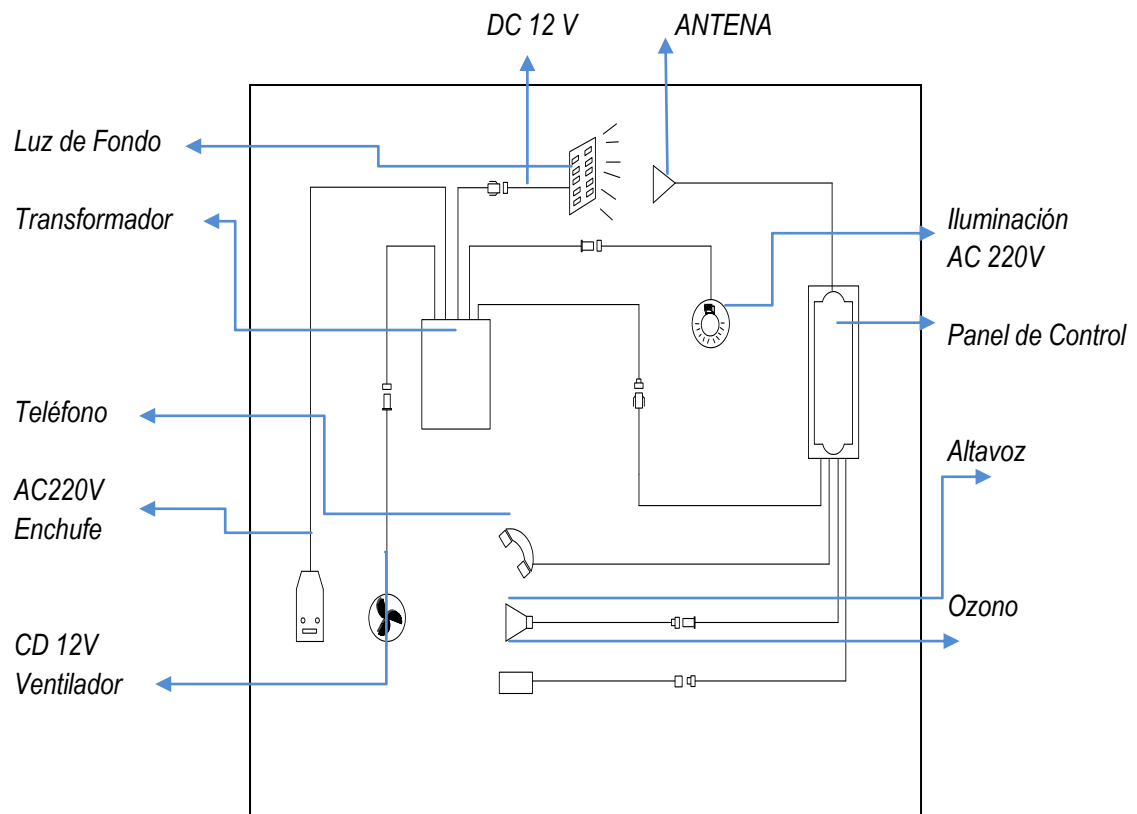 DC 12 V
ANTENA
Luz de Fondo
Transformador
Iluminación
AC 220V
Panel de Control
Teléfono
Altavoz
AC220V
Enchufe
Ozono
CD 12V
Ventilador